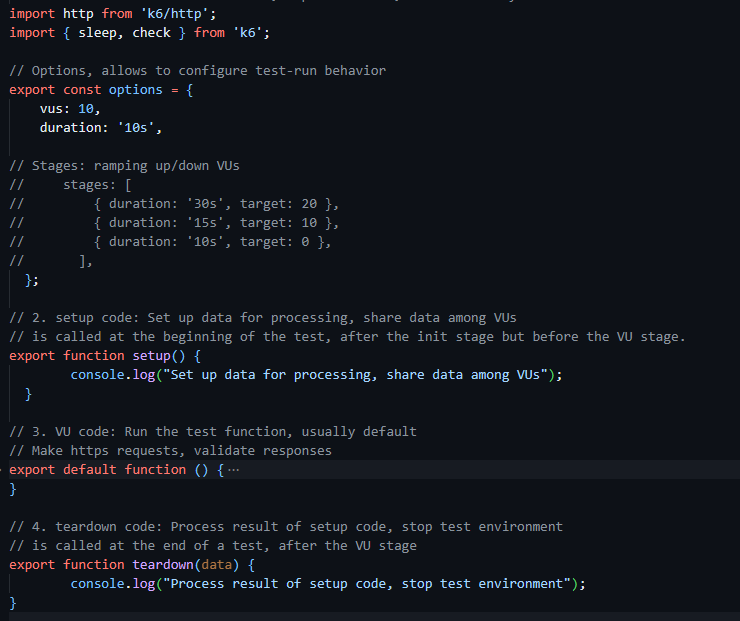 import http from 'k6/http';
import { sleep, check } from 'k6';
// Options, allows to configure test-run behavior
export const options = {
    vus: 10,
    duration: '10s',
// Stages: ramping up/down VUs
//     stages: [
//         { duration: '30s', target: 20 },
//         { duration: '15s', target: 10 },
//         { duration: '10s', target: 0 },
//       ],
  };
// 2. setup code: Set up data for processing, share data among VUs
// is called at the beginning of the test, after the init stage but before the VU stage.
export function setup() {
        console.log("Set up data for processing, share data among VUs");
  }
// 3. VU code: Run the test function, usually default
// Make https requests, validate responses
export default function () { ···
}
// 4. teardown code: Process result of setup code, stop test environment
// is called at the end of a test, after the VU stage
export function teardown(data) {
        console.log("Process result of setup code, stop test environment");
}